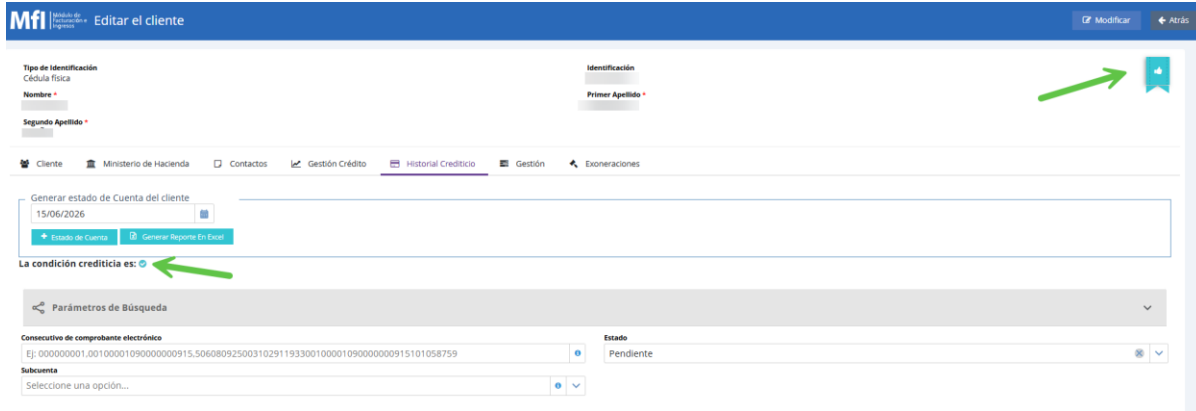 MfI Módulo de Facturación e Ingresos Editar el cliente Modificar Atrás
Tipo de Identificación Identificación
Cédula física
Nombre * Primer Apellido *
Segundo Apellido *
Cliente Ministerio de Hacienda Contactos Gestión Crédito Historial Crediticio Gestión Exoneraciones
Generar estado de Cuenta del cliente
15/06/2026
+ Estado de Cuenta Generar Reporte En Excel
La condición crediticia es:
Parámetros de Búsqueda
Consecutivo de comprobante electrónico Estado
Ej: 000000001,00100001090000000915,50608092500310291193300100001090000000915101058759 Pendiente
Subcuenta
Seleccione una opción...